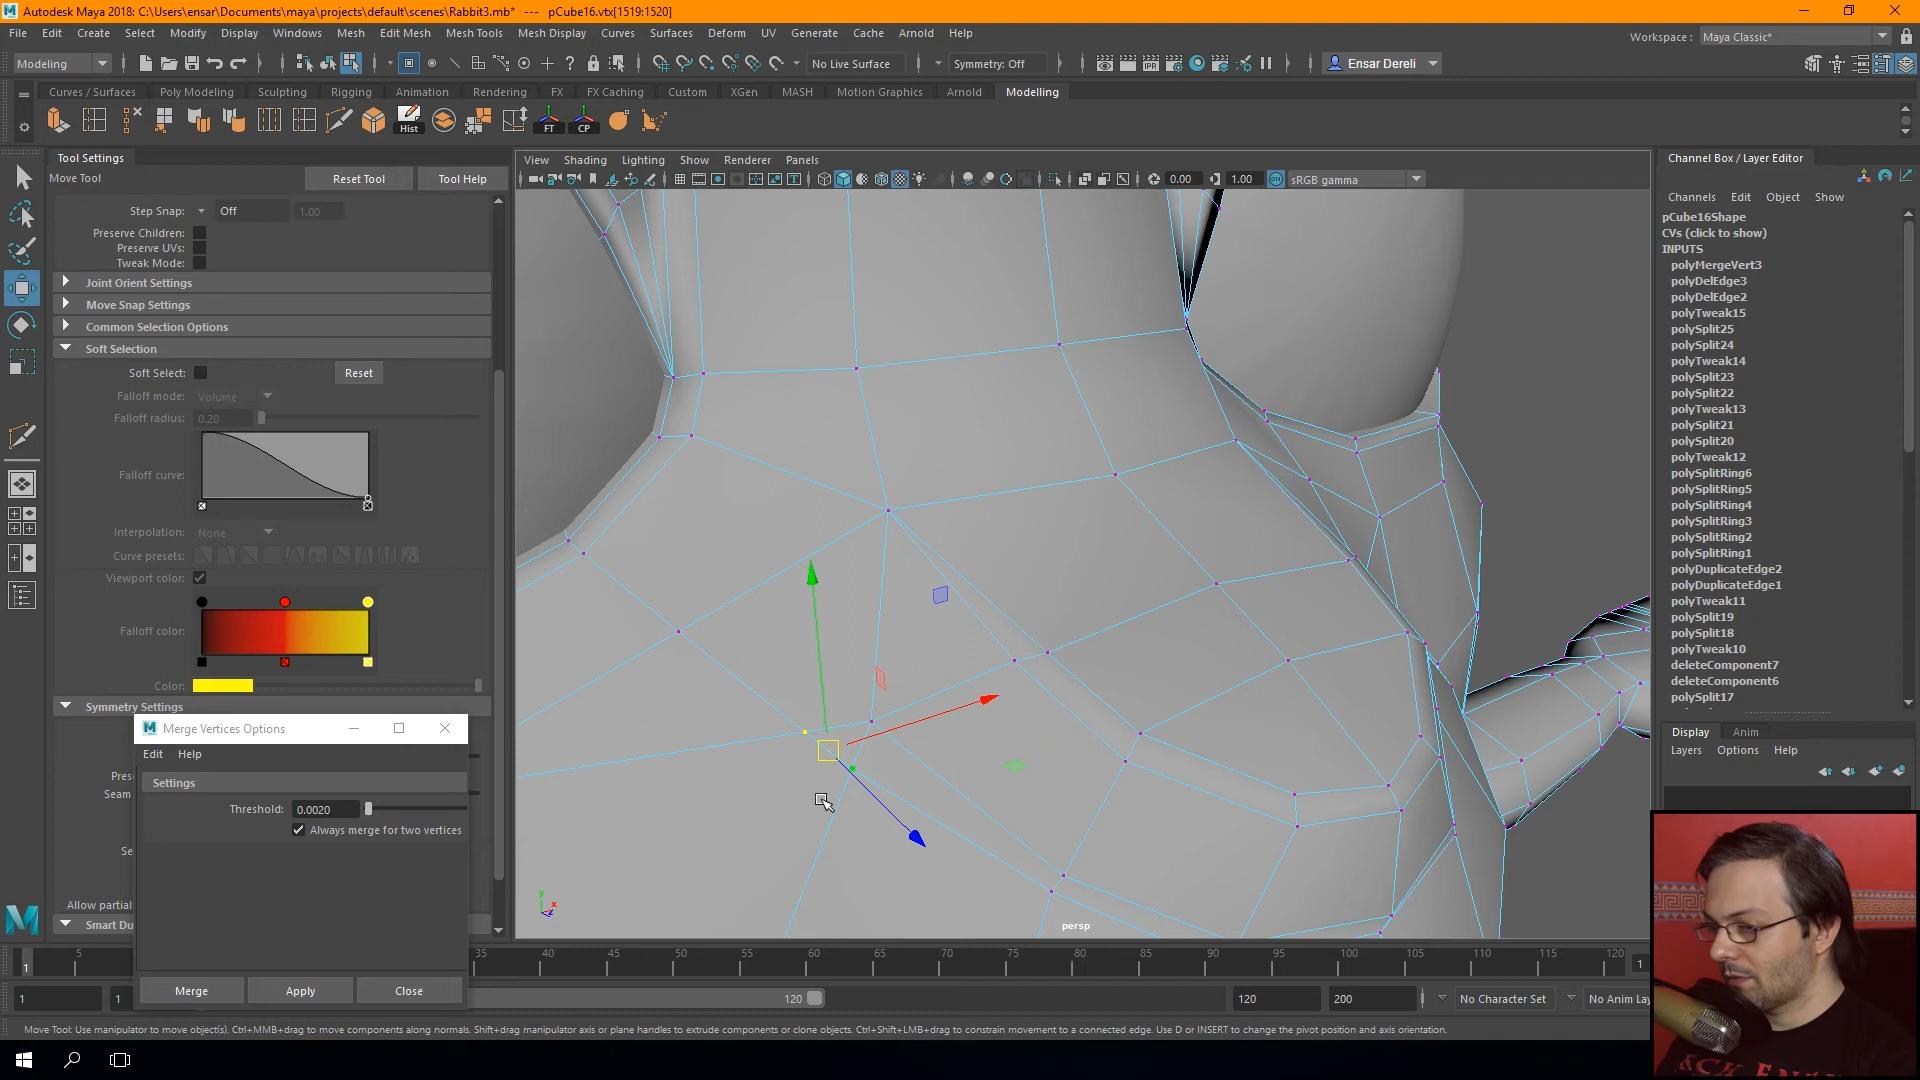 Autodesk Maya 2018: C:\Users\ensar\Documents\maya\projects\default\scenes\Rabbit3.mb* --- pCube16.vtx[1519:1520]
File Edit Create Select Modify Display Windows Mesh Edit Mesh Mesh Tools Mesh Display Curves Surfaces Deform UV Generate Cache Arnold Help
Workspace : Maya Classic*
Modeling
No Live Surface
Symmetry: Off
Ensar Dereli
Curves / Surfaces Poly Modeling Sculpting Rigging Animation Rendering FX FX Caching Custom XGen MASH Motion Graphics Arnold Modelling
Hist
FT
CP
Tool Settings
Move Tool
Reset Tool
Tool Help
Step Snap: Off 1.00
Preserve Children:
Preserve UVs:
Tweak Mode:
Joint Orient Settings
Move Snap Settings
Common Selection Options
Soft Selection
Soft Select: Reset
Falloff mode: Volume
Falloff radius: 0.20
Falloff curve:
Interpolation: None
Curve presets:
Viewport color:
Falloff color:
Color:
Symmetry Settings
Merge Vertices Options
Edit Help
Settings
Threshold: 0.0020
Always merge for two vertices
Merge Apply Close
Pres
Seam
Se
Allow partial
Smart Du
View Shading Lighting Show Renderer Panels
0.00
1.00
ON
sRGB gamma
persp
y
x
z
Channel Box / Layer Editor
Channels Edit Object Show
pCube16Shape
CVs (click to show)
INPUTS
polyMergeVert3
polyDelEdge3
polyDelEdge2
polyTweak15
polySplit25
polySplit24
polyTweak14
polySplit23
polySplit22
polyTweak13
polySplit21
polySplit20
polyTweak12
polySplitRing6
polySplitRing5
polySplitRing4
polySplitRing3
polySplitRing2
polySplitRing1
polyDuplicateEdge2
polyDuplicateEdge1
polyTweak11
polySplit19
polySplit18
polyTweak10
deleteComponent7
deleteComponent6
polySplit17
Display Anim
Layers Options Help
1 5 35 40 45 50 55 60 65 70 75 80 85 90 95 100 105 110 115 120 1
1 1 120 120 200
No Character Set
No Anim Lay
Move Tool: Use manipulator to move object(s). Ctrl+MMB+drag to move components along normals. Shift+drag manipulator axis or plane handles to extrude components or clone objects. Ctrl+Shift+LMB+drag to constrain movement to a connected edge. Use D or INSERT to change the pivot position and axis orientation.